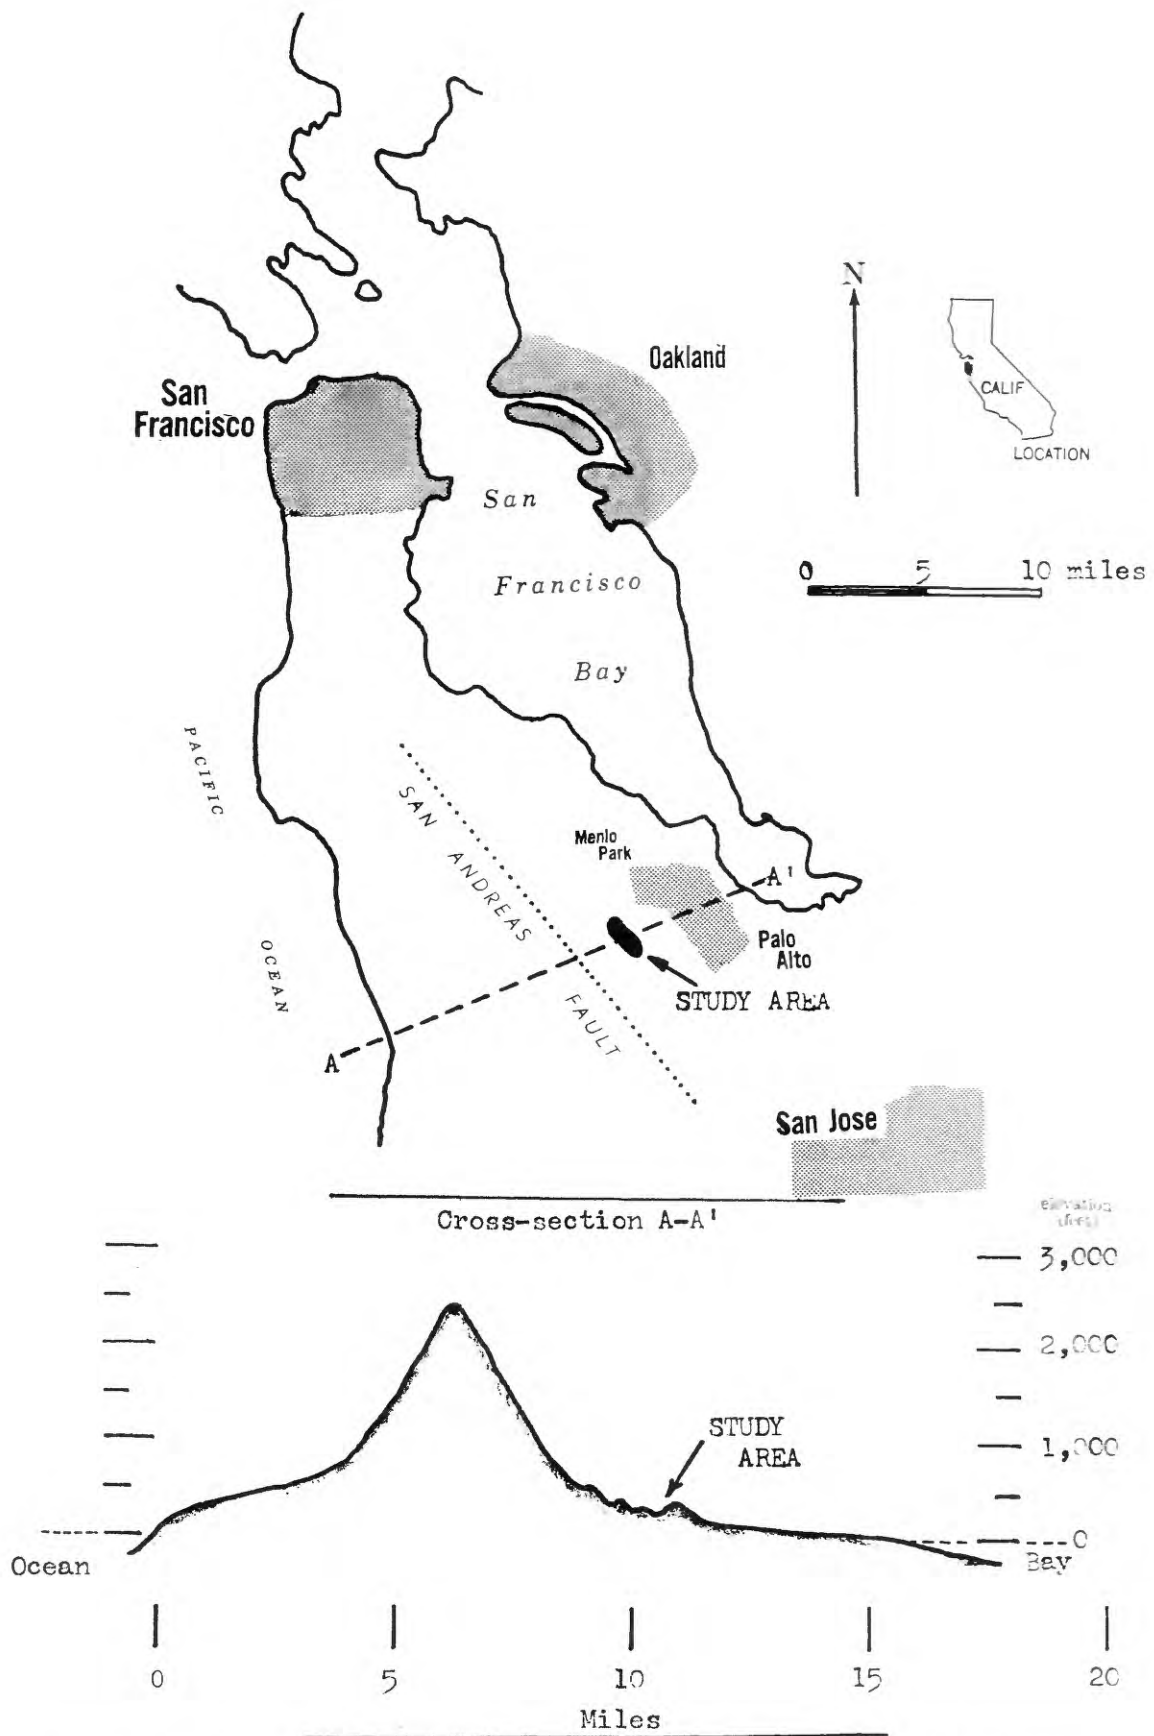 N
Oakland
San
Francisco
CALIF
LOCATION
San
Francisco
Bay
0 5 10 miles
PACIFIC
OCEAN
SAN ANDREAS FAULT
Menlo
Park
A'
Palo
Alto
STUDY AREA
A
San Jose
Cross-section A-A'
elevation
(feet)
3,000
2,000
STUDY
AREA
1,000
0
Ocean
Bay
0 5 10 15 20
Miles